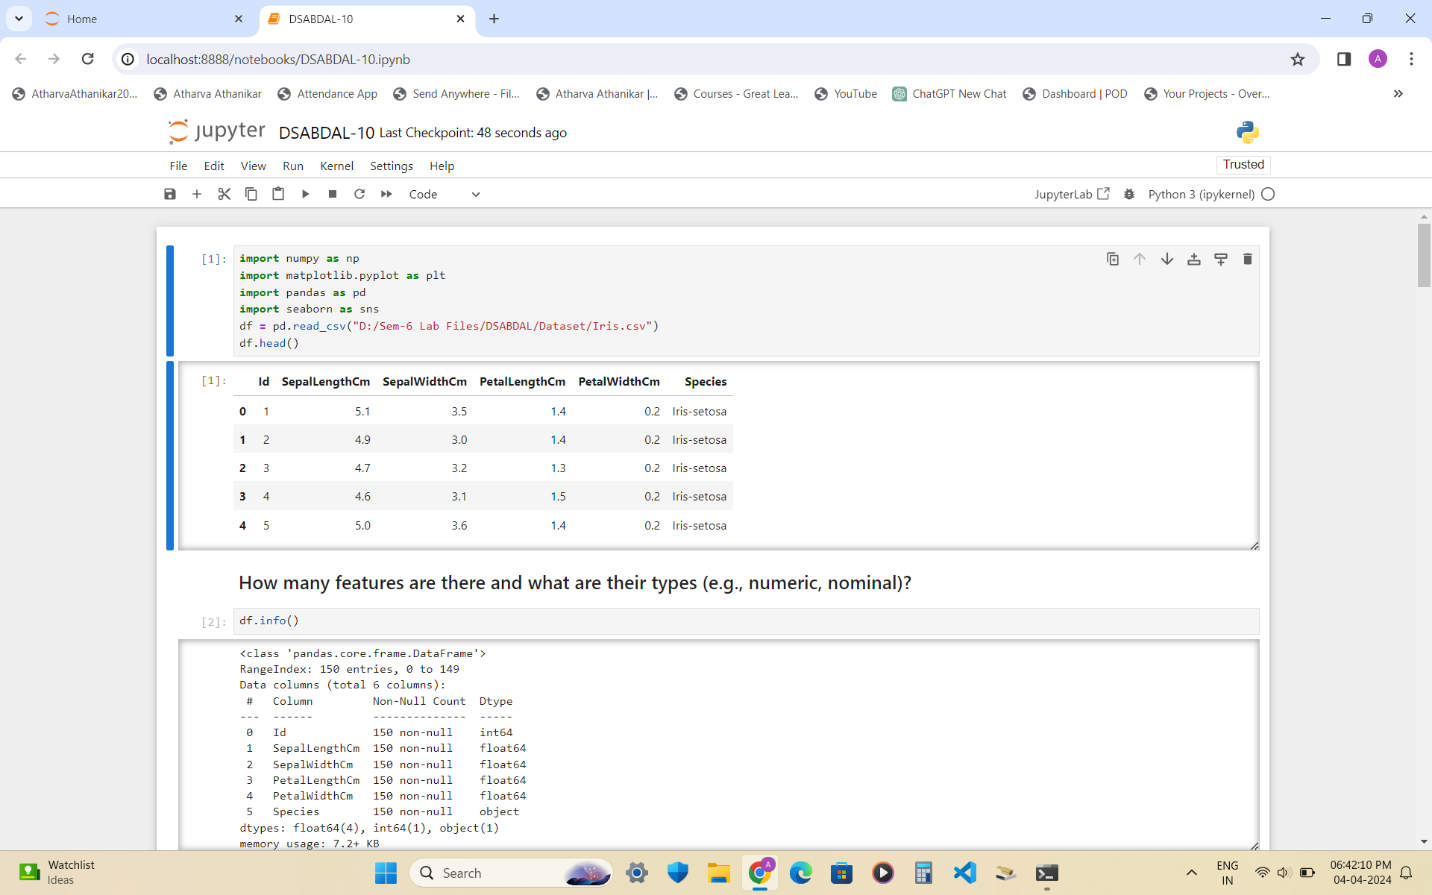 Home
DSABDAL-10
localhost:8888/notebooks/DSABDAL-10.ipynb
A
AtharvaAthanikar20...
Atharva Athanikar
Attendance App
Send Anywhere - Fil...
Atharva Athanikar |...
Courses - Great Lea...
YouTube
ChatGPT New Chat
Dashboard | POD
Your Projects - Over...
jupyter DSABDAL-10 Last Checkpoint: 48 seconds ago
File Edit View Run Kernel Settings Help
Trusted
Code
JupyterLab
Python 3 (ipykernel)
[1]: import numpy as np
import matplotlib.pyplot as plt
import pandas as pd
import seaborn as sns
df = pd.read_csv("D:/Sem-6 Lab Files/DSABDAL/Dataset/Iris.csv")
df.head()
[1]: Id SepalLengthCm SepalWidthCm PetalLengthCm PetalWidthCm Species
0 1 5.1 3.5 1.4 0.2 Iris-setosa
1 2 4.9 3.0 1.4 0.2 Iris-setosa
2 3 4.7 3.2 1.3 0.2 Iris-setosa
3 4 4.6 3.1 1.5 0.2 Iris-setosa
4 5 5.0 3.6 1.4 0.2 Iris-setosa
How many features are there and what are their types (e.g., numeric, nominal)?
[2]: df.info()
<class 'pandas.core.frame.DataFrame'>
RangeIndex: 150 entries, 0 to 149
Data columns (total 6 columns):
# Column Non-Null Count Dtype
--- ------ -------------- -----
0 Id 150 non-null int64
1 SepalLengthCm 150 non-null float64
2 SepalWidthCm 150 non-null float64
3 PetalLengthCm 150 non-null float64
4 PetalWidthCm 150 non-null float64
5 Species 150 non-null object
dtypes: float64(4), int64(1), object(1)
memory usage: 7.2+ KB
Watchlist
Ideas
Search
A
ENG
IN
06:42:10 PM
04-04-2024